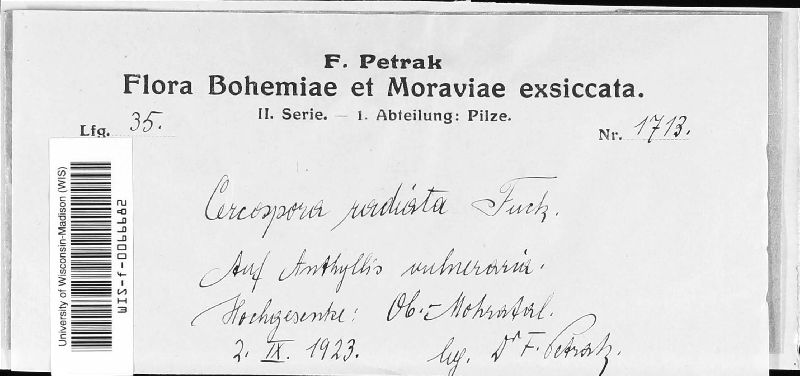 F. Petrak
Flora Bohemiae et Moraviae exsiccata.
II. Serie. — 1. Abteilung: Pilze.
Lfg. 35.
Nr. 1713.
Cercospora radiata Fuck.
Auf Anthyllis vulneraria.
Hochgesenke: Ob.-Mohratal.
2. IX. 1923. leg. Dr F. Petrak.
University of Wisconsin-Madison (WIS)
WIS-f-0066682